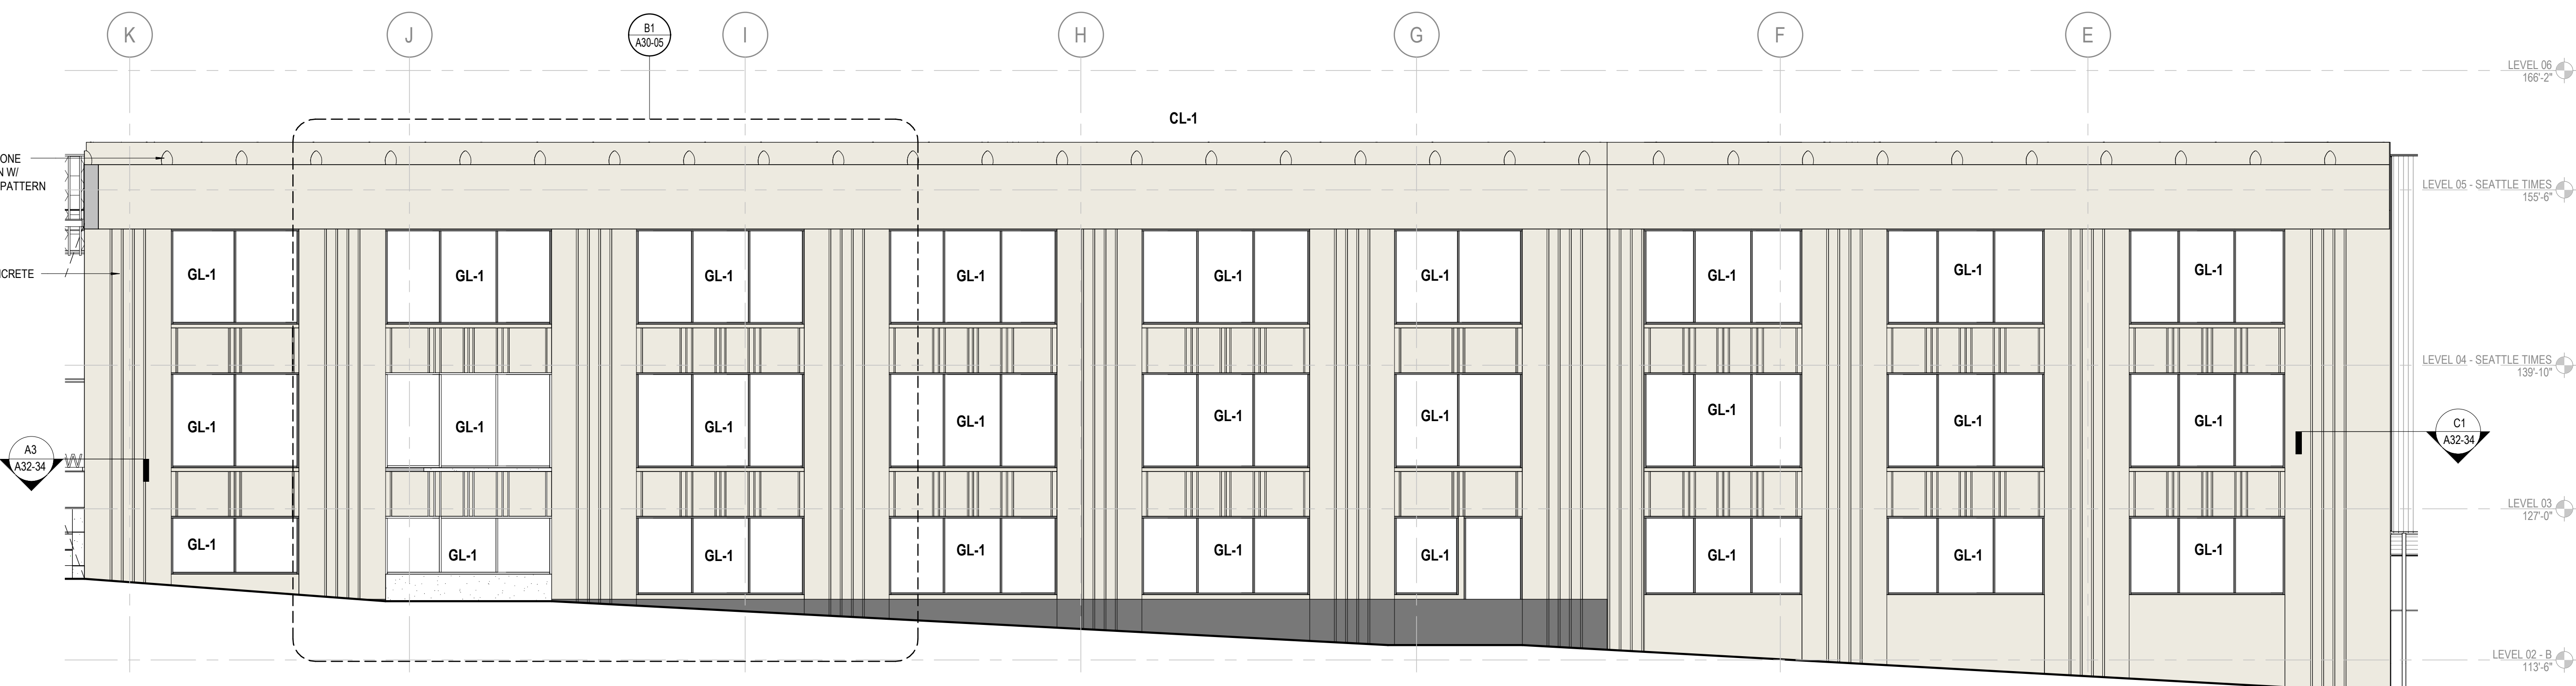 K
J
B1
A30-05
I
H
G
F
E
LEVEL 06
166'-2"
CL-1
ONE
N W/
PATTERN
LEVEL 05 - SEATTLE TIMES
155'-6"
NCRETE
GL-1
GL-1
GL-1
GL-1
GL-1
GL-1
GL-1
GL-1
GL-1
LEVEL 04 - SEATTLE TIMES
139'-10"
GL-1
GL-1
GL-1
GL-1
GL-1
GL-1
GL-1
GL-1
GL-1
A3
A32-34
C1
A32-34
W
LEVEL 03
127'-0"
GL-1
GL-1
GL-1
GL-1
GL-1
GL-1
GL-1
GL-1
GL-1
LEVEL 02 - B
113'-6"